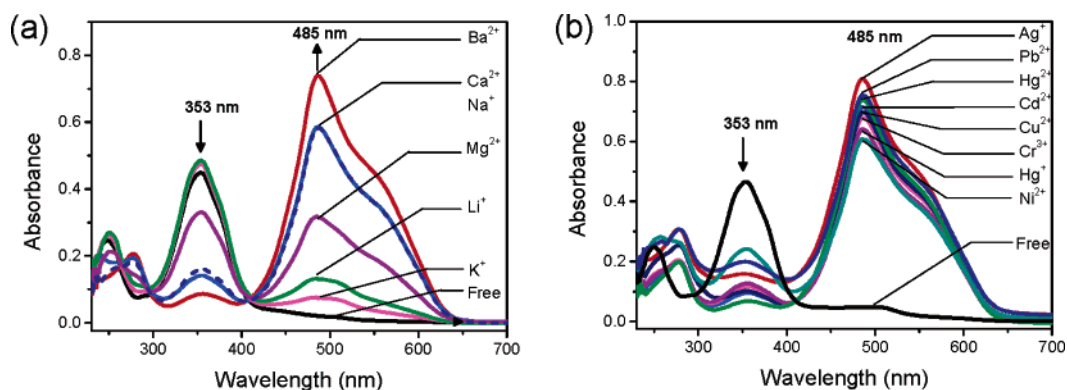 (a)
0.8
0.6
0.4
0.2
0.0
Absorbance
353 nm
485 nm
Ba²⁺
Ca²⁺
Na⁺
Mg²⁺
Li⁺
K⁺
Free
300 400 500 600 700
Wavelength (nm)
(b)
1.0
0.8
0.6
0.4
0.2
0.0
Absorbance
353 nm
485 nm
Ag⁺
Pb²⁺
Hg²⁺
Cd²⁺
Cu²⁺
Cr³⁺
Hg⁺
Ni²⁺
Free
300 400 500 600 700
Wavelength (nm)